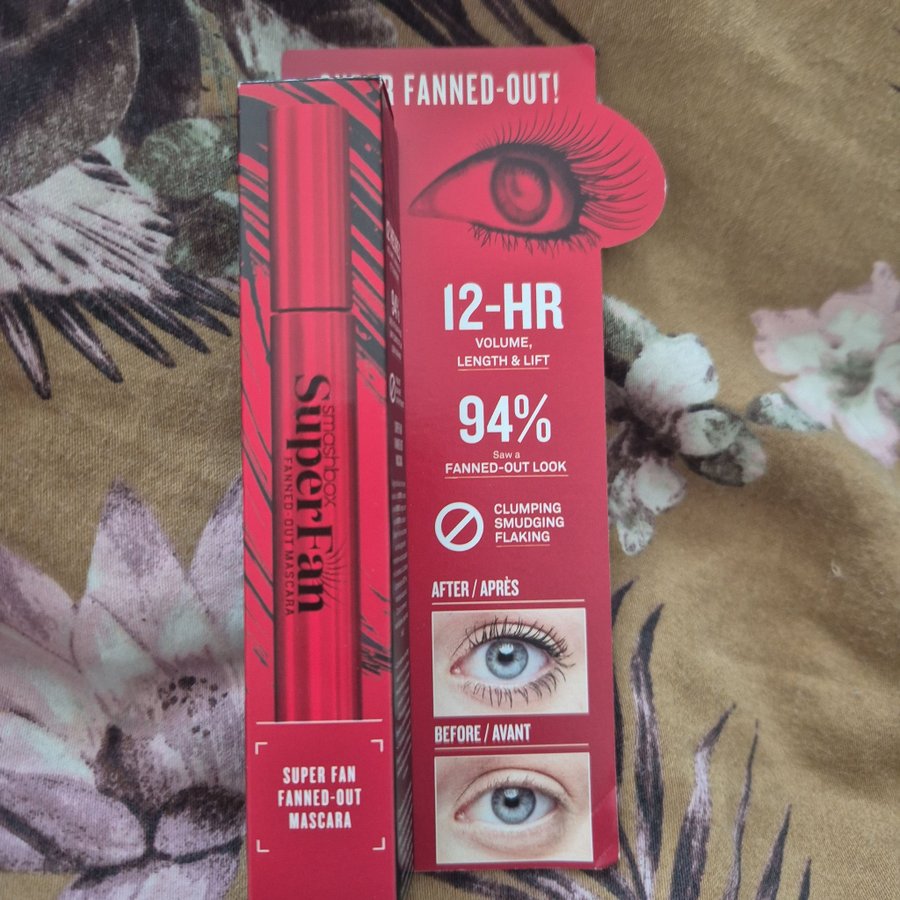 FANNED-OUT!
12-HR
VOLUME,
LENGTH & LIFT
94%
Saw a
FANNED-OUT LOOK
CLUMPING
SMUDGING
FLAKING
AFTER / APRÈS
BEFORE / AVANT
smashbox
SuperFan
FANNED-OUT MASCARA
SUPER FAN
FANNED-OUT
MASCARA